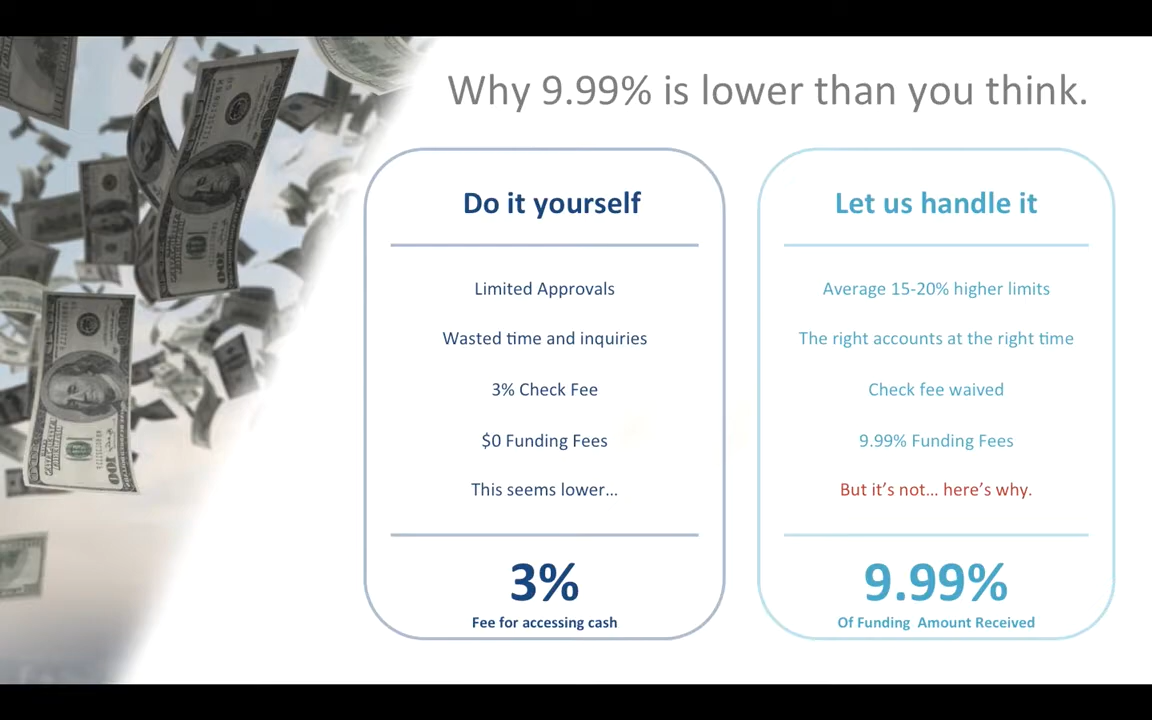 Why 9.99% is lower than you think.
Do it yourself
Limited Approvals
Wasted time and inquiries
3% Check Fee
$0 Funding Fees
This seems lower...
3%
Fee for accessing cash
Let us handle it
Average 15-20% higher limits
The right accounts at the right time
Check fee waived
9.99% Funding Fees
But it’s not... here’s why.
9.99%
Of Funding Amount Received